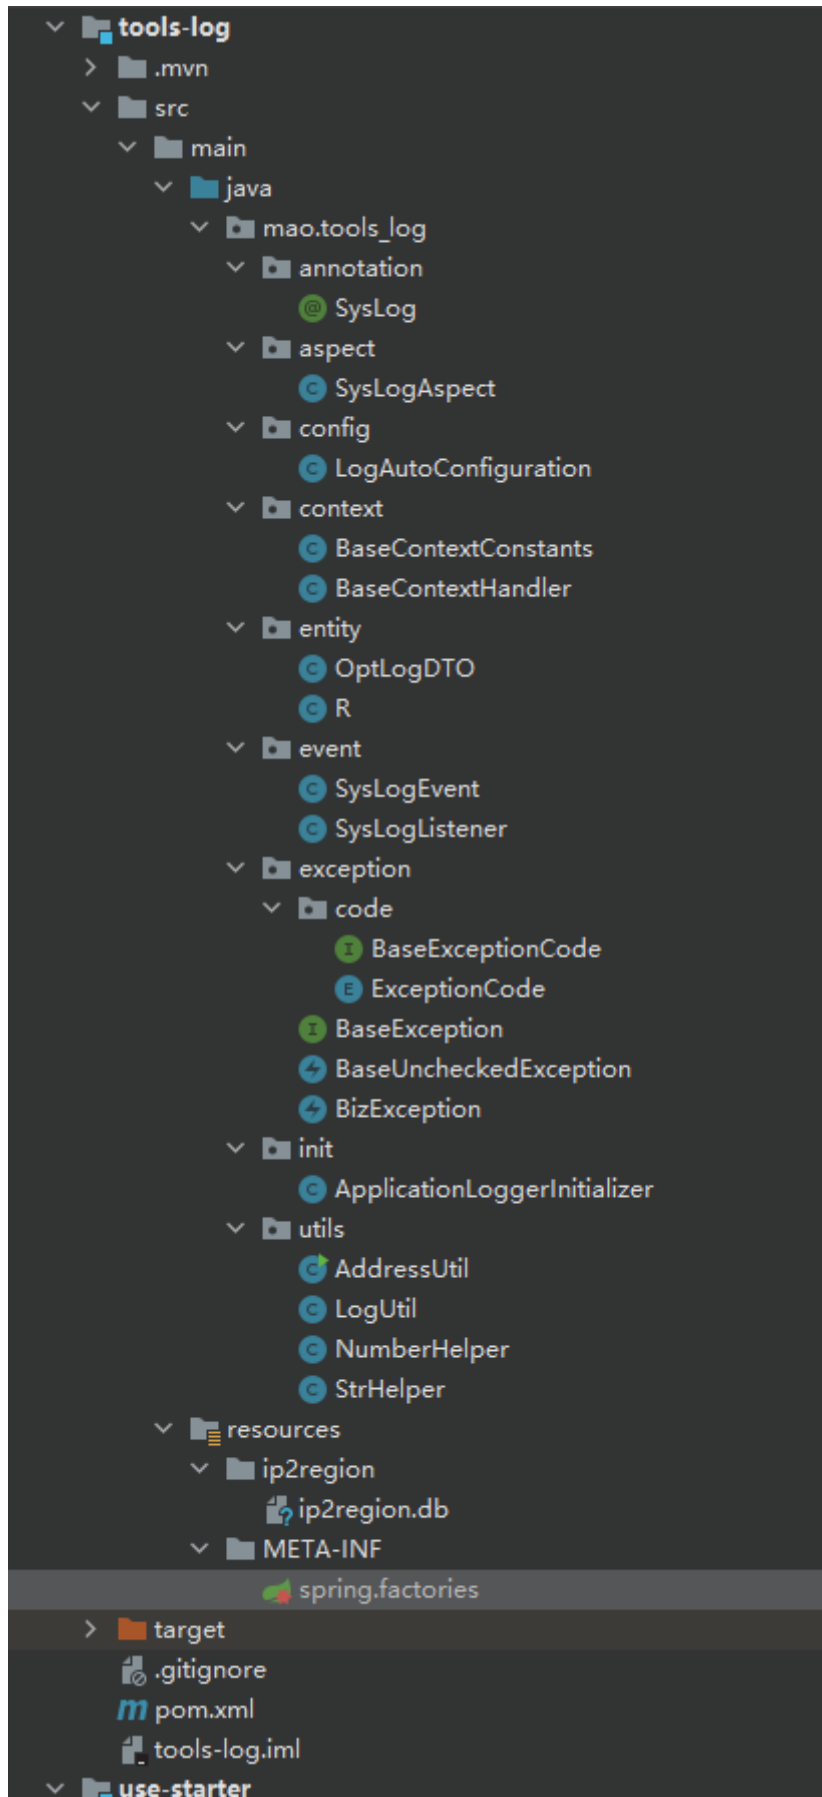 tools-log
.mvn
src
main
java
mao.tools_log
annotation
SysLog
aspect
SysLogAspect
config
LogAutoConfiguration
context
BaseContextConstants
BaseContextHandler
entity
OptLogDTO
R
event
SysLogEvent
SysLogListener
exception
code
BaseExceptionCode
ExceptionCode
BaseException
BaseUncheckedException
BizException
init
ApplicationLoggerInitializer
utils
AddressUtil
LogUtil
NumberHelper
StrHelper
resources
ip2region
ip2region.db
META-INF
spring.factories
target
.gitignore
pom.xml
tools-log.iml
use-starter